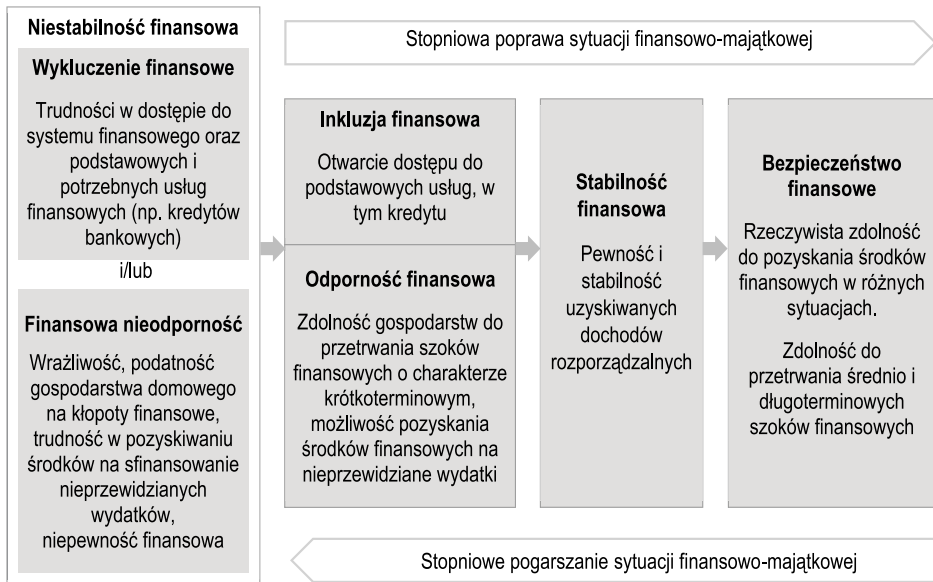 Niestabilność finansowa
Wykluczenie finansowe
Trudności w dostępie do
systemu finansowego oraz
podstawowych i
potrzebnych usług
finansowych (np. kredytów
bankowych)
i/lub
Finansowa nieodporność
Wrażliwość, podatność
gospodarstwa domowego
na kłopoty finansowe,
trudność w pozyskiwaniu
środków na sfinansowanie
nieprzewidzianych
wydatków,
niepewność finansowa
Stopniowa poprawa sytuacji finansowo-majątkowej
Inkluzja finansowa
Otwarcie dostępu do
podstawowych usług, w
tym kredytu
Odporność finansowa
Zdolność gospodarstw do
przetrwania szoków
finansowych o charakterze
krótkoterminowym,
możliwość pozyskania
środków finansowych na
nieprzewidziane wydatki
Stabilność
finansowa
Pewność i
stabilność
uzyskiwanych
dochodów
rozporządzalnych
Bezpieczeństwo
finansowe
Rzeczywista zdolność
do pozyskania środków
finansowych w różnych
sytuacjach.
Zdolność do
przetrwania średnio i
długoterminowych
szoków finansowych
Stopniowe pogarszanie sytuacji finansowo-majątkowej